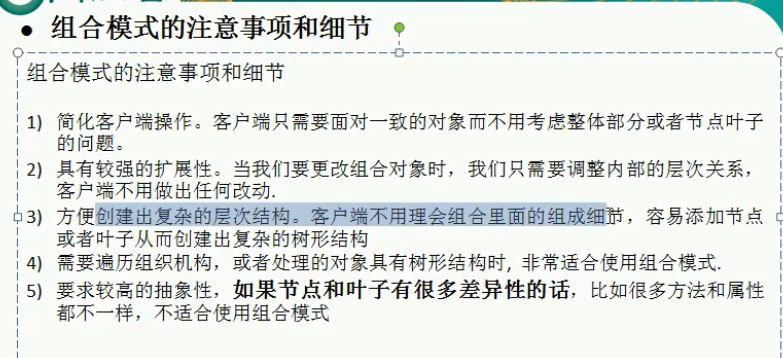 ● 组合模式的注意事项和细节
组合模式的注意事项和细节
1) 简化客户端操作。客户端只需要面对一致的对象而不用考虑整体部分或者节点叶子
的问题。
2) 具有较强的扩展性。当我们要更改组合对象时，我们只需要调整内部的层次关系，
客户端不用做出任何改动.
3) 方便创建出复杂的层次结构。客户端不用理会组合里面的组成细节，容易添加节点
或者叶子从而创建出复杂的树形结构
4) 需要遍历组织机构，或者处理的对象具有树形结构时, 非常适合使用组合模式.
5) 要求较高的抽象性，如果节点和叶子有很多差异性的话，比如很多方法和属性
都不一样，不适合使用组合模式